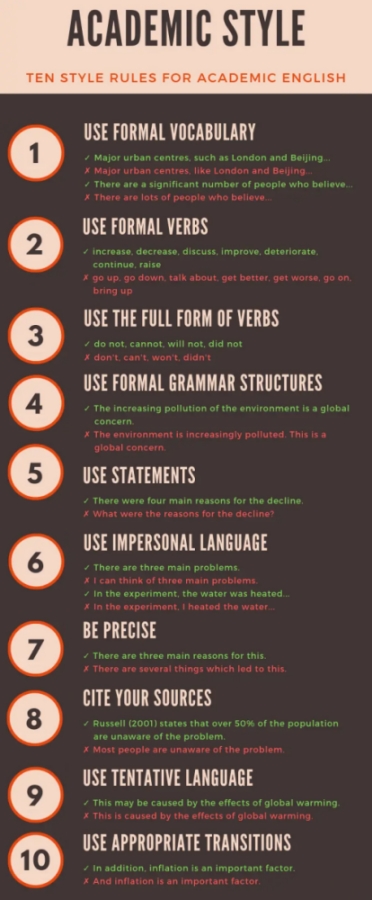 ACADEMIC STYLE
TEN STYLE RULES FOR ACADEMIC ENGLISH
1
USE FORMAL VOCABULARY
✓ Major urban centres, such as London and Beijing...
✗ Major urban centres, like London and Beijing...
✓ There are a significant number of people who believe...
✗ There are lots of people who believe...
2
USE FORMAL VERBS
✓ increase, decrease, discuss, improve, deteriorate,
continue, raise
✗ go up, go down, talk about, get better, get worse, go on,
bring up
3
USE THE FULL FORM OF VERBS
✓ do not, cannot, will not, did not
✗ don't, can't, won't, didn't
4
USE FORMAL GRAMMAR STRUCTURES
✓ The increasing pollution of the environment is a global
concern.
✗ The environment is increasingly polluted. This is a
global concern.
5
USE STATEMENTS
✓ There were four main reasons for the decline.
✗ What were the reasons for the decline?
6
USE IMPERSONAL LANGUAGE
✓ There are three main problems.
✗ I can think of three main problems.
✓ In the experiment, the water was heated...
✗ In the experiment, I heated the water...
7
BE PRECISE
✓ There are three main reasons for this.
✗ There are several things which led to this.
8
CITE YOUR SOURCES
✓ Russell (2001) states that over 50% of the population
are unaware of the problem.
✗ Most people are unaware of the problem.
9
USE TENTATIVE LANGUAGE
✓ This may be caused by the effects of global warming.
✗ This is caused by the effects of global warming.
10
USE APPROPRIATE TRANSITIONS
✓ In addition, inflation is an important factor.
✗ And inflation is an important factor.